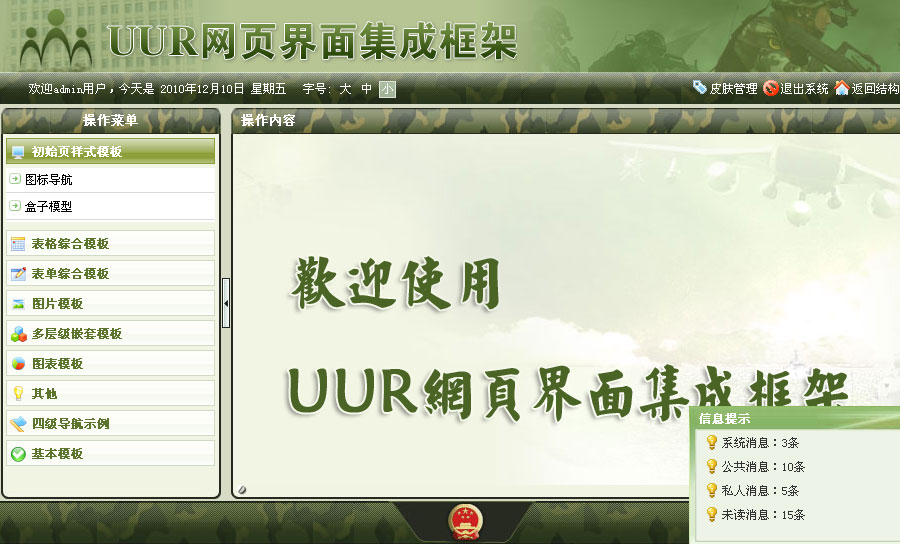 UUR网页界面集成框架
欢迎admin用户，今天是 2010年12月10日 星期五 字号: 大 中 小 皮肤管理 退出系统 返回结构
操作菜单
操作内容
初始页样式模板
图标导航
盒子模型
表格综合模板
表单综合模板
图片模板
多层级嵌套模板
图表模板
其他
四级导航示例
基本模板
歡迎使用
UUR網頁界面集成框架
信息提示
系统消息：3条
公共消息：10条
私人消息：5条
未读消息：15条